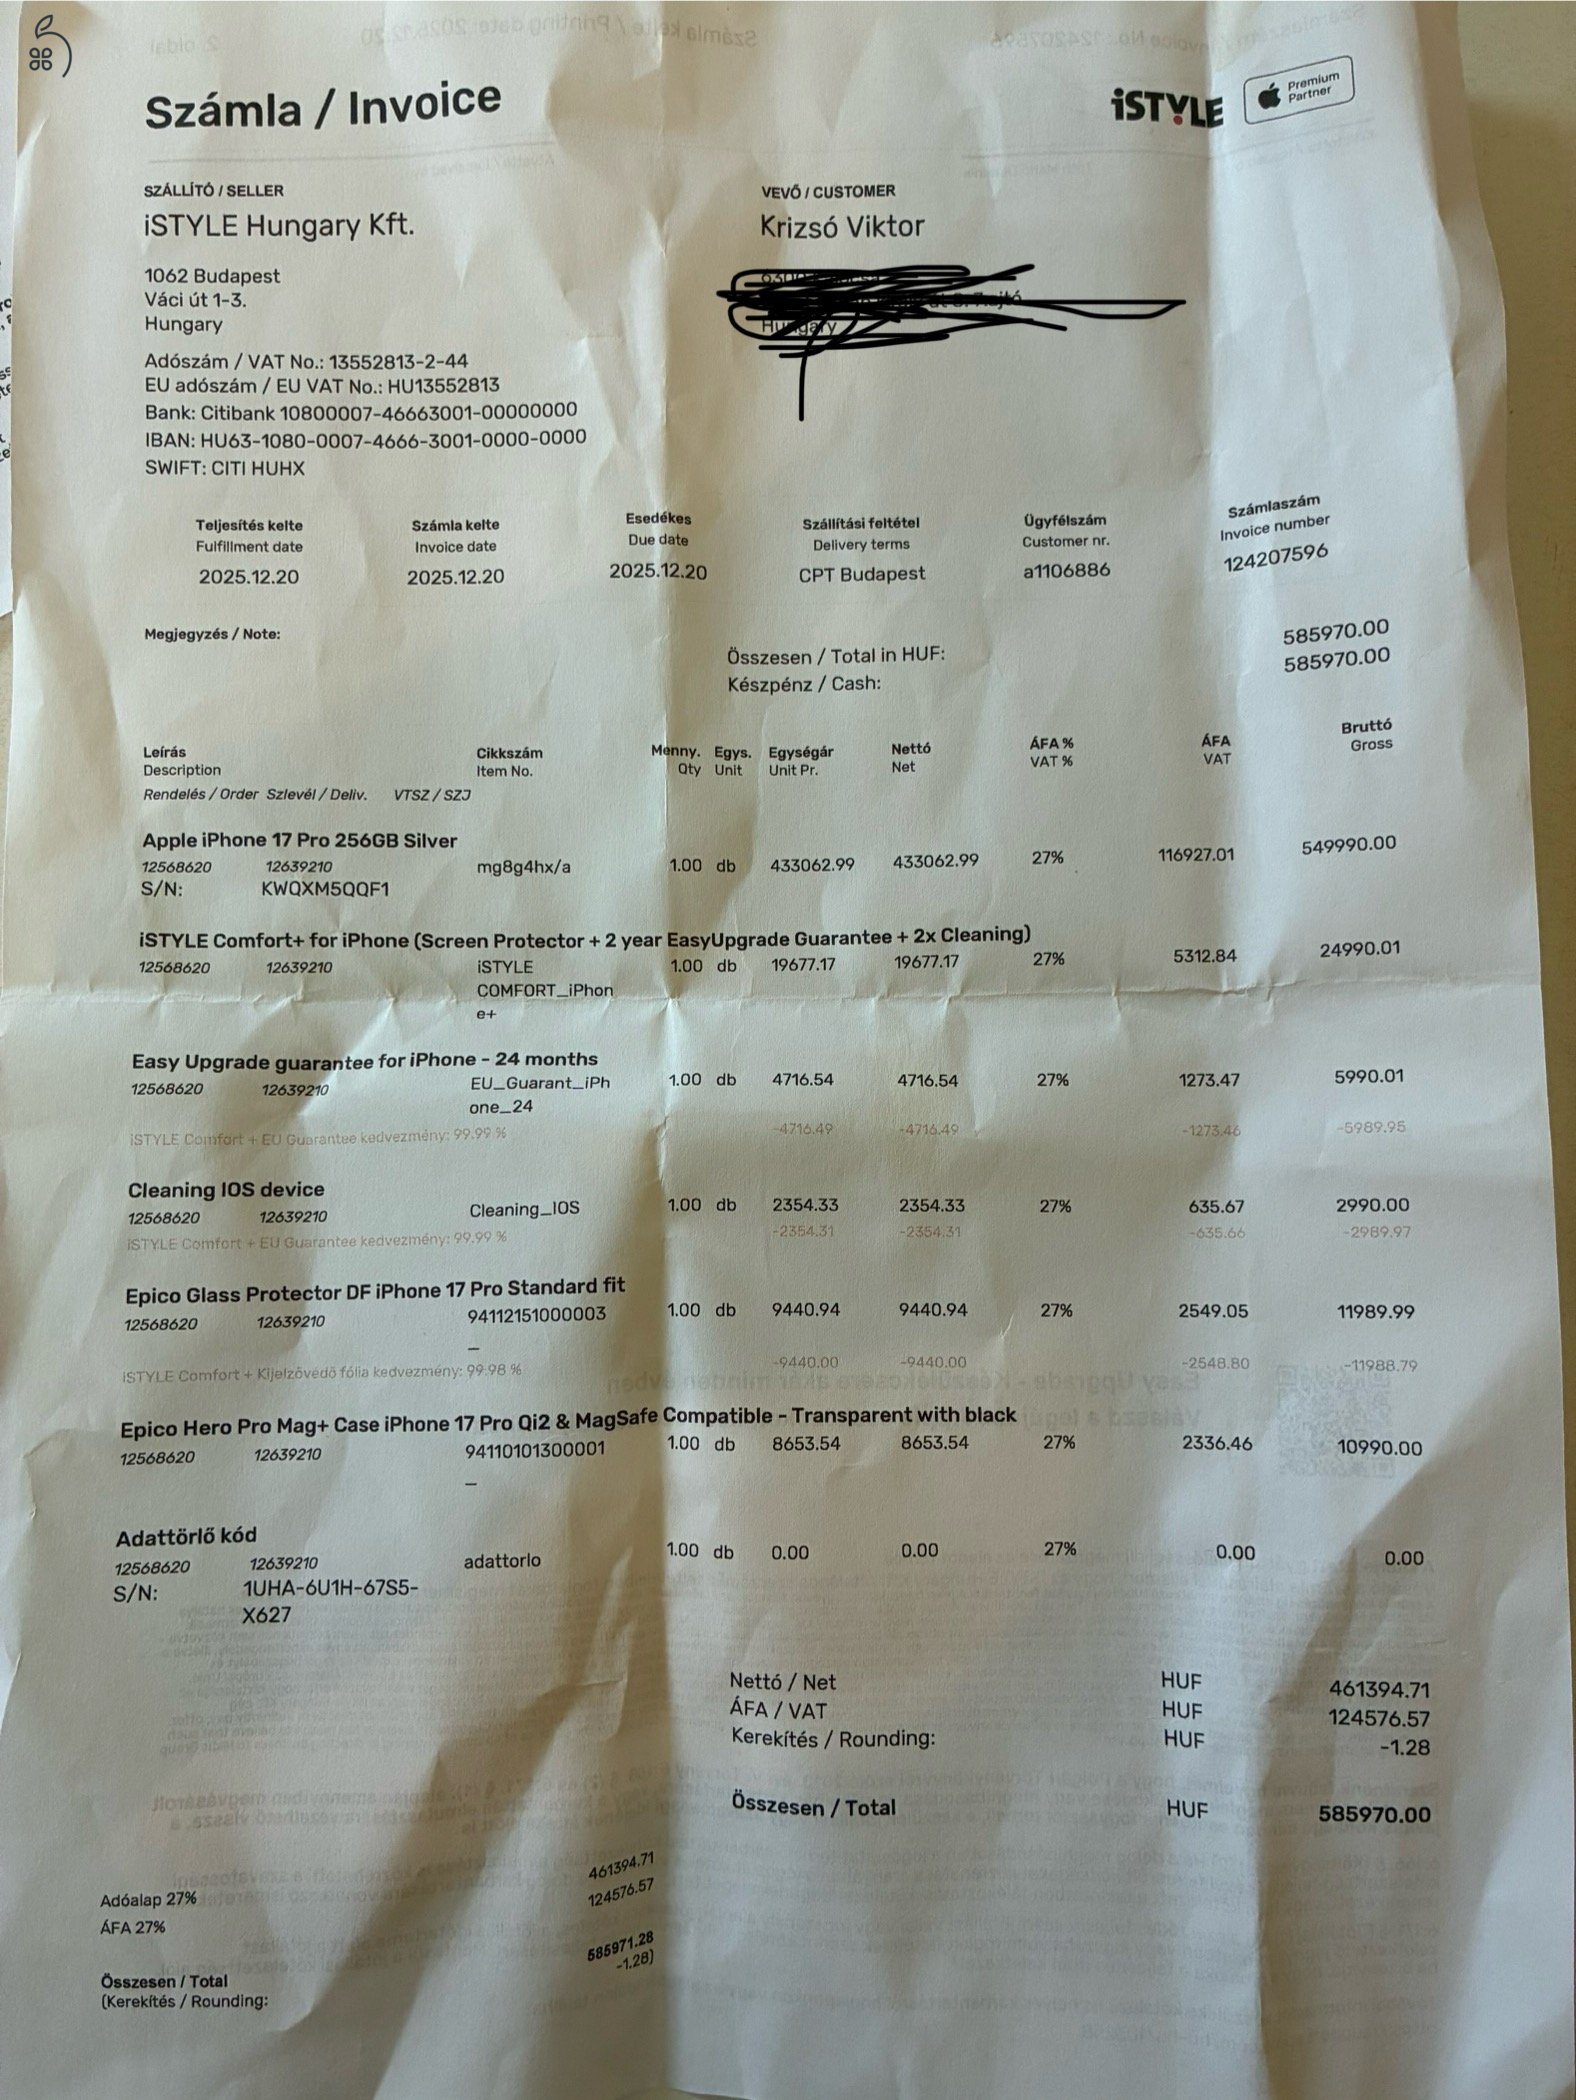 Számla / Invoice
iSTYLE
Premium
Partner
SZÁLLÍTÓ / SELLER
iSTYLE Hungary Kft.
1062 Budapest
Váci út 1-3.
Hungary
Adószám / VAT No.: 13552813-2-44
EU adószám / EU VAT No.: HU13552813
Bank: Citibank 10800007-46663001-00000000
IBAN: HU63-1080-0007-4666-3001-0000-0000
SWIFT: CITI HUHX
VEVŐ / CUSTOMER
Krizsó Viktor
Hungary
Teljesítés kelte Számla kelte Esedékes Szállítási feltétel Ügyfélszám Számlaszám
Fulfillment date Invoice date Due date Delivery terms Customer nr. Invoice number
2025.12.20 2025.12.20 2025.12.20 CPT Budapest a1106886 124207596
Megjegyzés / Note:
Összesen / Total in HUF: 585970.00
Készpénz / Cash: 585970.00
Leírás Cikkszám Menny. Egys. Egységár Nettó ÁFA % ÁFA Bruttó
Description Item No. Qty Unit Unit Pr. Net VAT % VAT Gross
Rendelés / Order Szlevél / Deliv. VTSZ / SZJ
Apple iPhone 17 Pro 256GB Silver
12568620 12639210 mg8g4hx/a 1.00 db 433062.99 433062.99 27% 116927.01 549990.00
S/N: KWQXM5QQF1
iSTYLE Comfort+ for iPhone (Screen Protector + 2 year EasyUpgrade Guarantee + 2x Cleaning)
12568620 12639210 iSTYLE 1.00 db 19677.17 19677.17 27% 5312.84 24990.01
COMFORT_iPhon
e+
Easy Upgrade guarantee for iPhone - 24 months
12568620 12639210 EU_Guarant_iPh 1.00 db 4716.54 4716.54 27% 1273.47 5990.01
one_24
iSTYLE Comfort + EU Guarantee kedvezmény: 99.99 % -4716.49 -4716.49 -1273.46 -5989.95
Cleaning IOS device
12568620 12639210 Cleaning_IOS 1.00 db 2354.33 2354.33 27% 635.67 2990.00
iSTYLE Comfort + EU Guarantee kedvezmény: 99.99 % -2354.31 -2354.31 -635.66 -2989.97
Epico Glass Protector DF iPhone 17 Pro Standard fit
12568620 12639210 94112151000003 1.00 db 9440.94 9440.94 27% 2549.05 11989.99
_
iSTYLE Comfort + Kijelzővédő fólia kedvezmény: 99.98 % -9440.00 -9440.00 -2548.80 -11988.79
Epico Hero Pro Mag+ Case iPhone 17 Pro Qi2 & MagSafe Compatible - Transparent with black
12568620 12639210 94110101300001 1.00 db 8653.54 8653.54 27% 2336.46 10990.00
_
Adattörlő kód
12568620 12639210 adattorlo 1.00 db 0.00 0.00 27% 0.00 0.00
S/N: 1UHA-6U1H-67S5-
X627
Nettó / Net HUF 461394.71
ÁFA / VAT HUF 124576.57
Kerekítés / Rounding: HUF -1.28
Összesen / Total HUF 585970.00
Adóalap 27% 461394.71
ÁFA 27% 124576.57
Összesen / Total 585971.28
(Kerekítés / Rounding: -1.28)